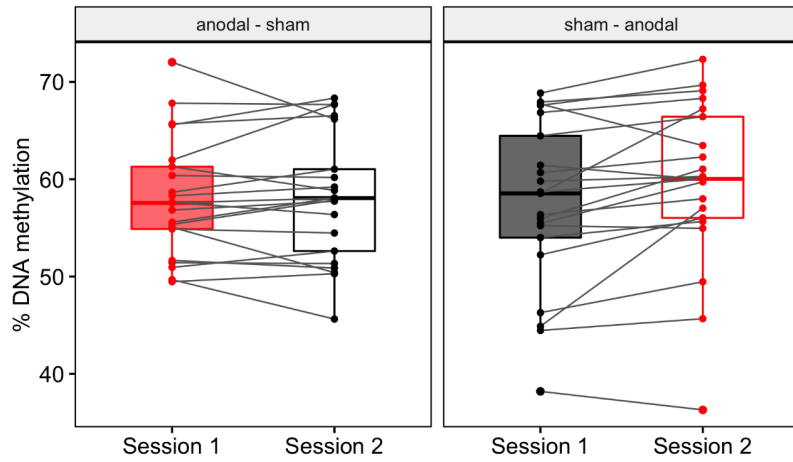 anodal - sham
sham - anodal
% DNA methylation
70
60
50
40
Session 1
Session 2
Session 1
Session 2